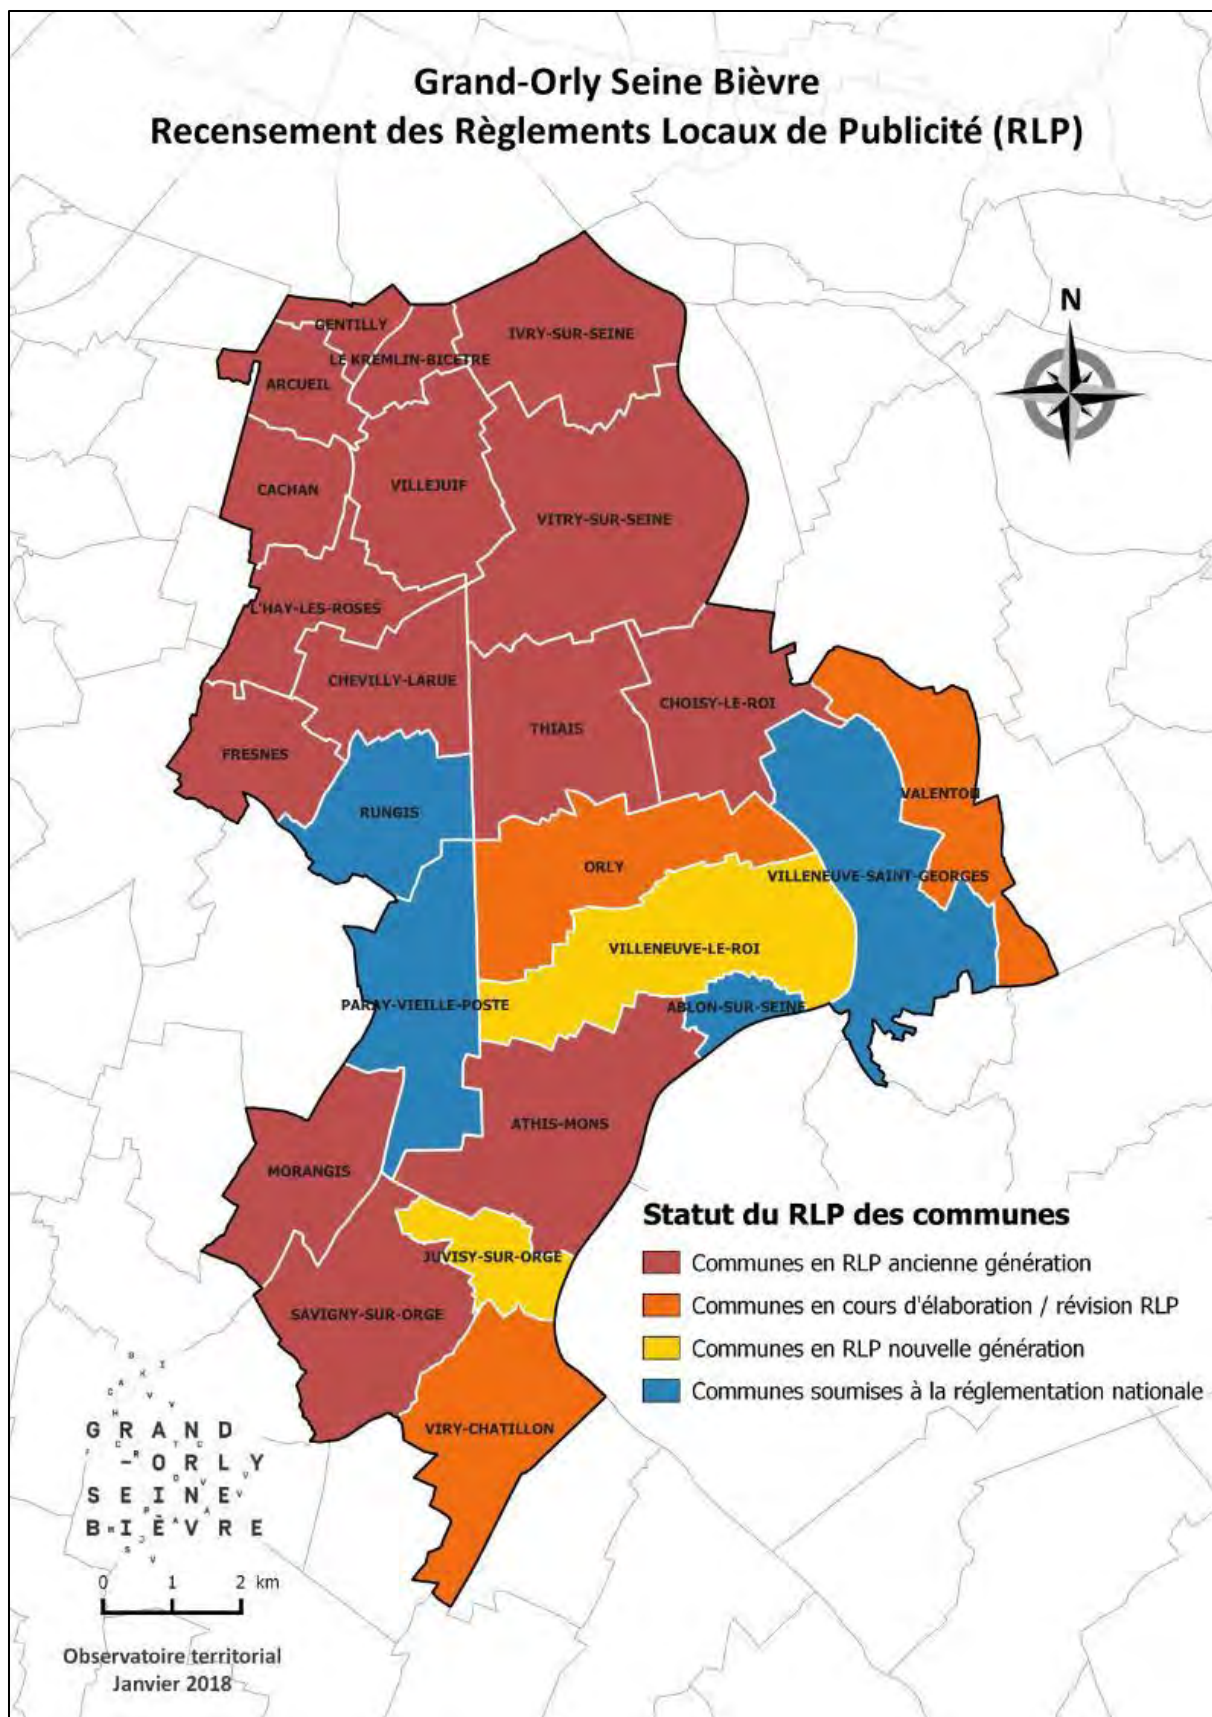 Grand-Orly Seine Bièvre
Recensement des Règlements Locaux de Publicité (RLP)
N
GENTILLY
IVRY-SUR-SEINE
LE KREMLIN-BICETRE
ARCUEIL
CACHAN
VILLEJUIF
VITRY-SUR-SEINE
L'HAY-LES-ROSES
CHEVILLY-LARUE
CHOISY-LE-ROI
THIAIS
FRESNES
VALENTON
RUNGIS
ORLY
VILLENEUVE-SAINT-GEORGES
VILLENEUVE-LE-ROI
PARAY-VIEILLE-POSTE
ABLON-SUR-SEINE
ATHIS-MONS
MORANGIS
JUVISY-SUR-ORGE
SAVIGNY-SUR-ORGE
VIRY-CHATILLON
Statut du RLP des communes
Communes en RLP ancienne génération
Communes en cours d'élaboration / révision RLP
Communes en RLP nouvelle génération
Communes soumises à la réglementation nationale
GRAND
-ORLY
SEINE
BIÈVRE
0 1 2 km
Observatoire territorial
Janvier 2018